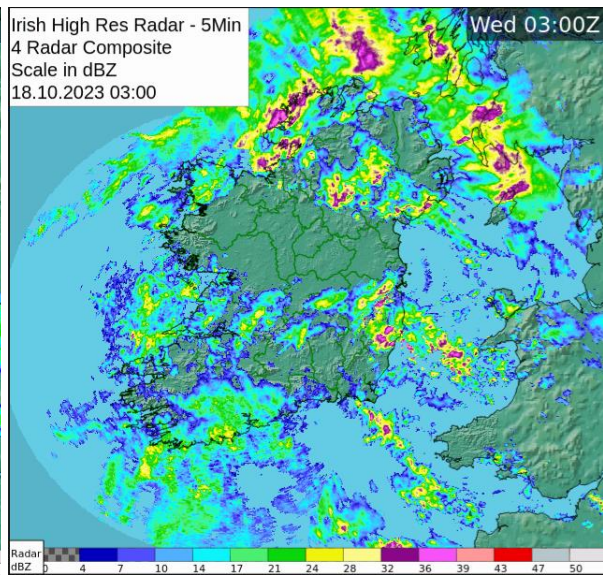 Irish High Res Radar - 5Min
4 Radar Composite
Scale in dBZ
18.10.2023 03:00
Wed 03:00Z
Radar
dBZ
0 4 7 10 14 17 21 24 28 32 36 39 43 47 50